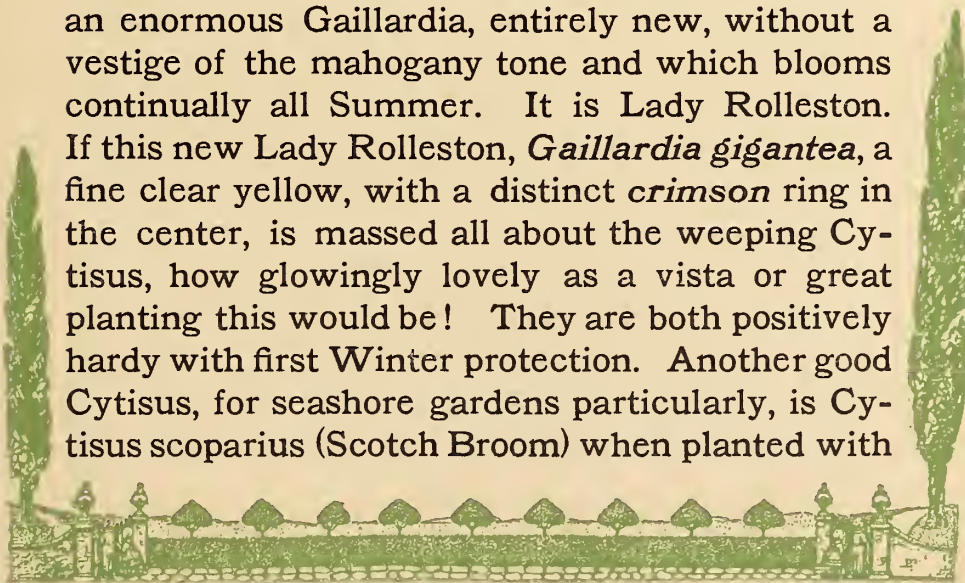 an enormous Gaillardia, entirely new, without a
vestige of the mahogany tone and which blooms
continually all Summer. It is Lady Rolleston.
If this new Lady Rolleston, Gaillardia gigantea, a
fine clear yellow, with a distinct crimson ring in
the center, is massed all about the weeping Cy-
tisus, how glowingly lovely as a vista or great
planting this would be! They are both positively
hardy with first Winter protection. Another good
Cytisus, for seashore gardens particularly, is Cy-
tisus scoparius (Scotch Broom) when planted with